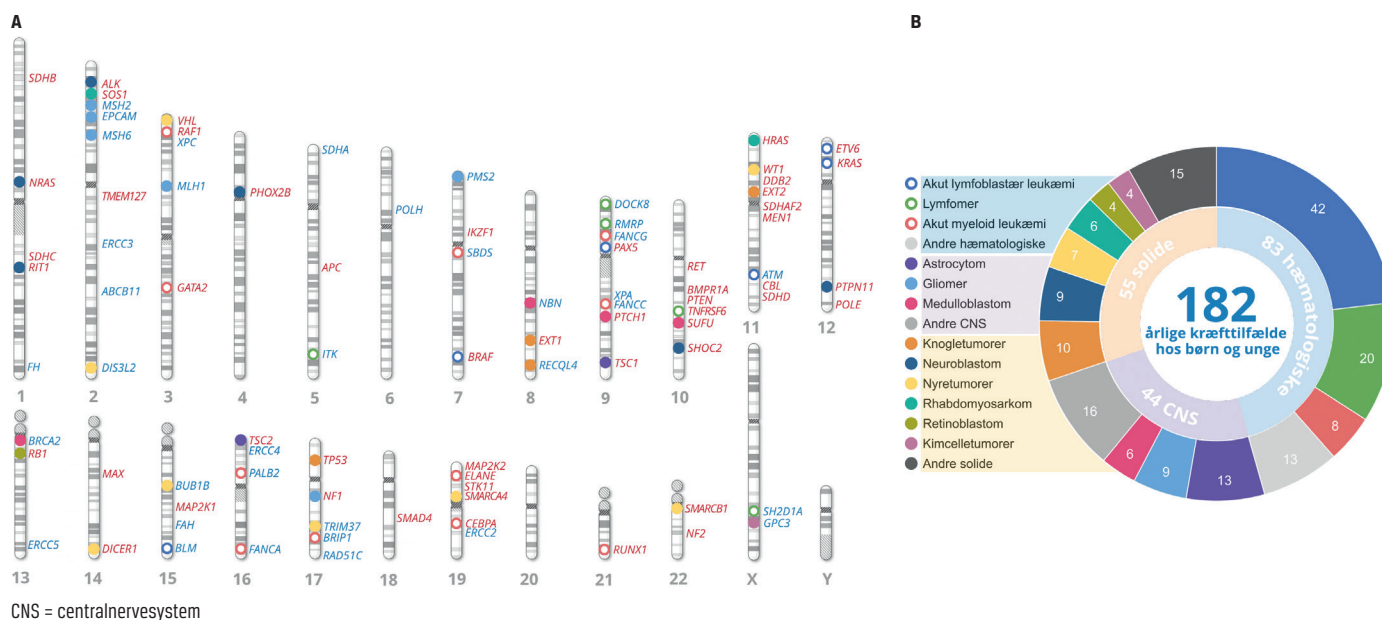 A
SDHB
NRAS
SDHC
RIT1
FH
1
ALK
SOS1
MSH2
EPCAM
MSH6
TMEM127
ERCC3
ABCB11
DIS3L2
2
VHL
RAF1
XPC
MLH1
GATA2
3
PHOX2B
4
SDHA
APC
ITK
5
POLH
6
PMS2
IKZF1
SBDS
BRAF
7
NBN
EXT1
RECQL4
8
DOCK8
RMRP
FANCG
PAX5
XPA
FANCC
PTCH1
TSC1
9
RET
BMPR1A
PTEN
TNFRSF6
SUFU
SHOC2
10
HRAS
WT1
DDB2
EXT2
SDHAF2
MEN1
ATM
CBL
SDHD
11
ETV6
KRAS
PTPN11
POLE
12
BRCA2
RB1
ERCC5
13
MAX
DICER1
14
BUB1B
MAP2K1
FAH
BLM
15
TSC2
ERCC4
PALB2
FANCA
16
TP53
NF1
TRIM37
BRIP1
RAD51C
17
SMAD4
18
MAP2K2
ELANE
STK11
SMARCA4
CEBPA
ERCC2
19
20
RUNX1
21
SMARCB1
NF2
22
SH2D1A
GPC3
X
Y
CNS = centralnervesystem
B
Akut lymfoblastær leukæmi
Lymfomer
Akut myeloid leukæmi
Andre hæmatologiske
Astrocytom
Gliomer
Medulloblastom
Andre CNS
Knogletumorer
Neuroblastom
Nyretumorer
Rhabdomyosarkom
Retinoblastom
Kimcelletumorer
Andre solide
42
20
8
13
13
9
6
16
10
9
7
6
4
4
15
83 hæmatologiske
44 CNS
55 solide
182
årlige kræfttilfælde
hos børn og unge